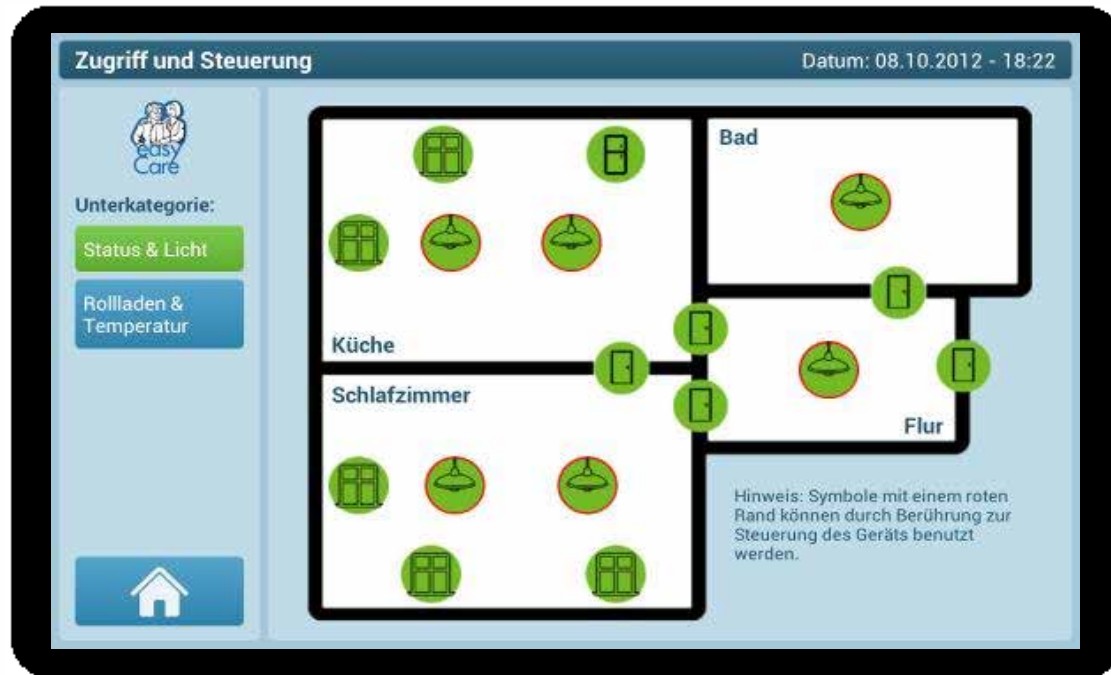 Zugriff und Steuerung
Datum: 08.10.2012 - 18:22
easy
Care
Unterkategorie:
Status & Licht
Rollladen &
Temperatur
Bad
Küche
Schlafzimmer
Flur
Hinweis: Symbole mit einem roten
Rand können durch Berührung zur
Steuerung des Geräts benutzt
werden.